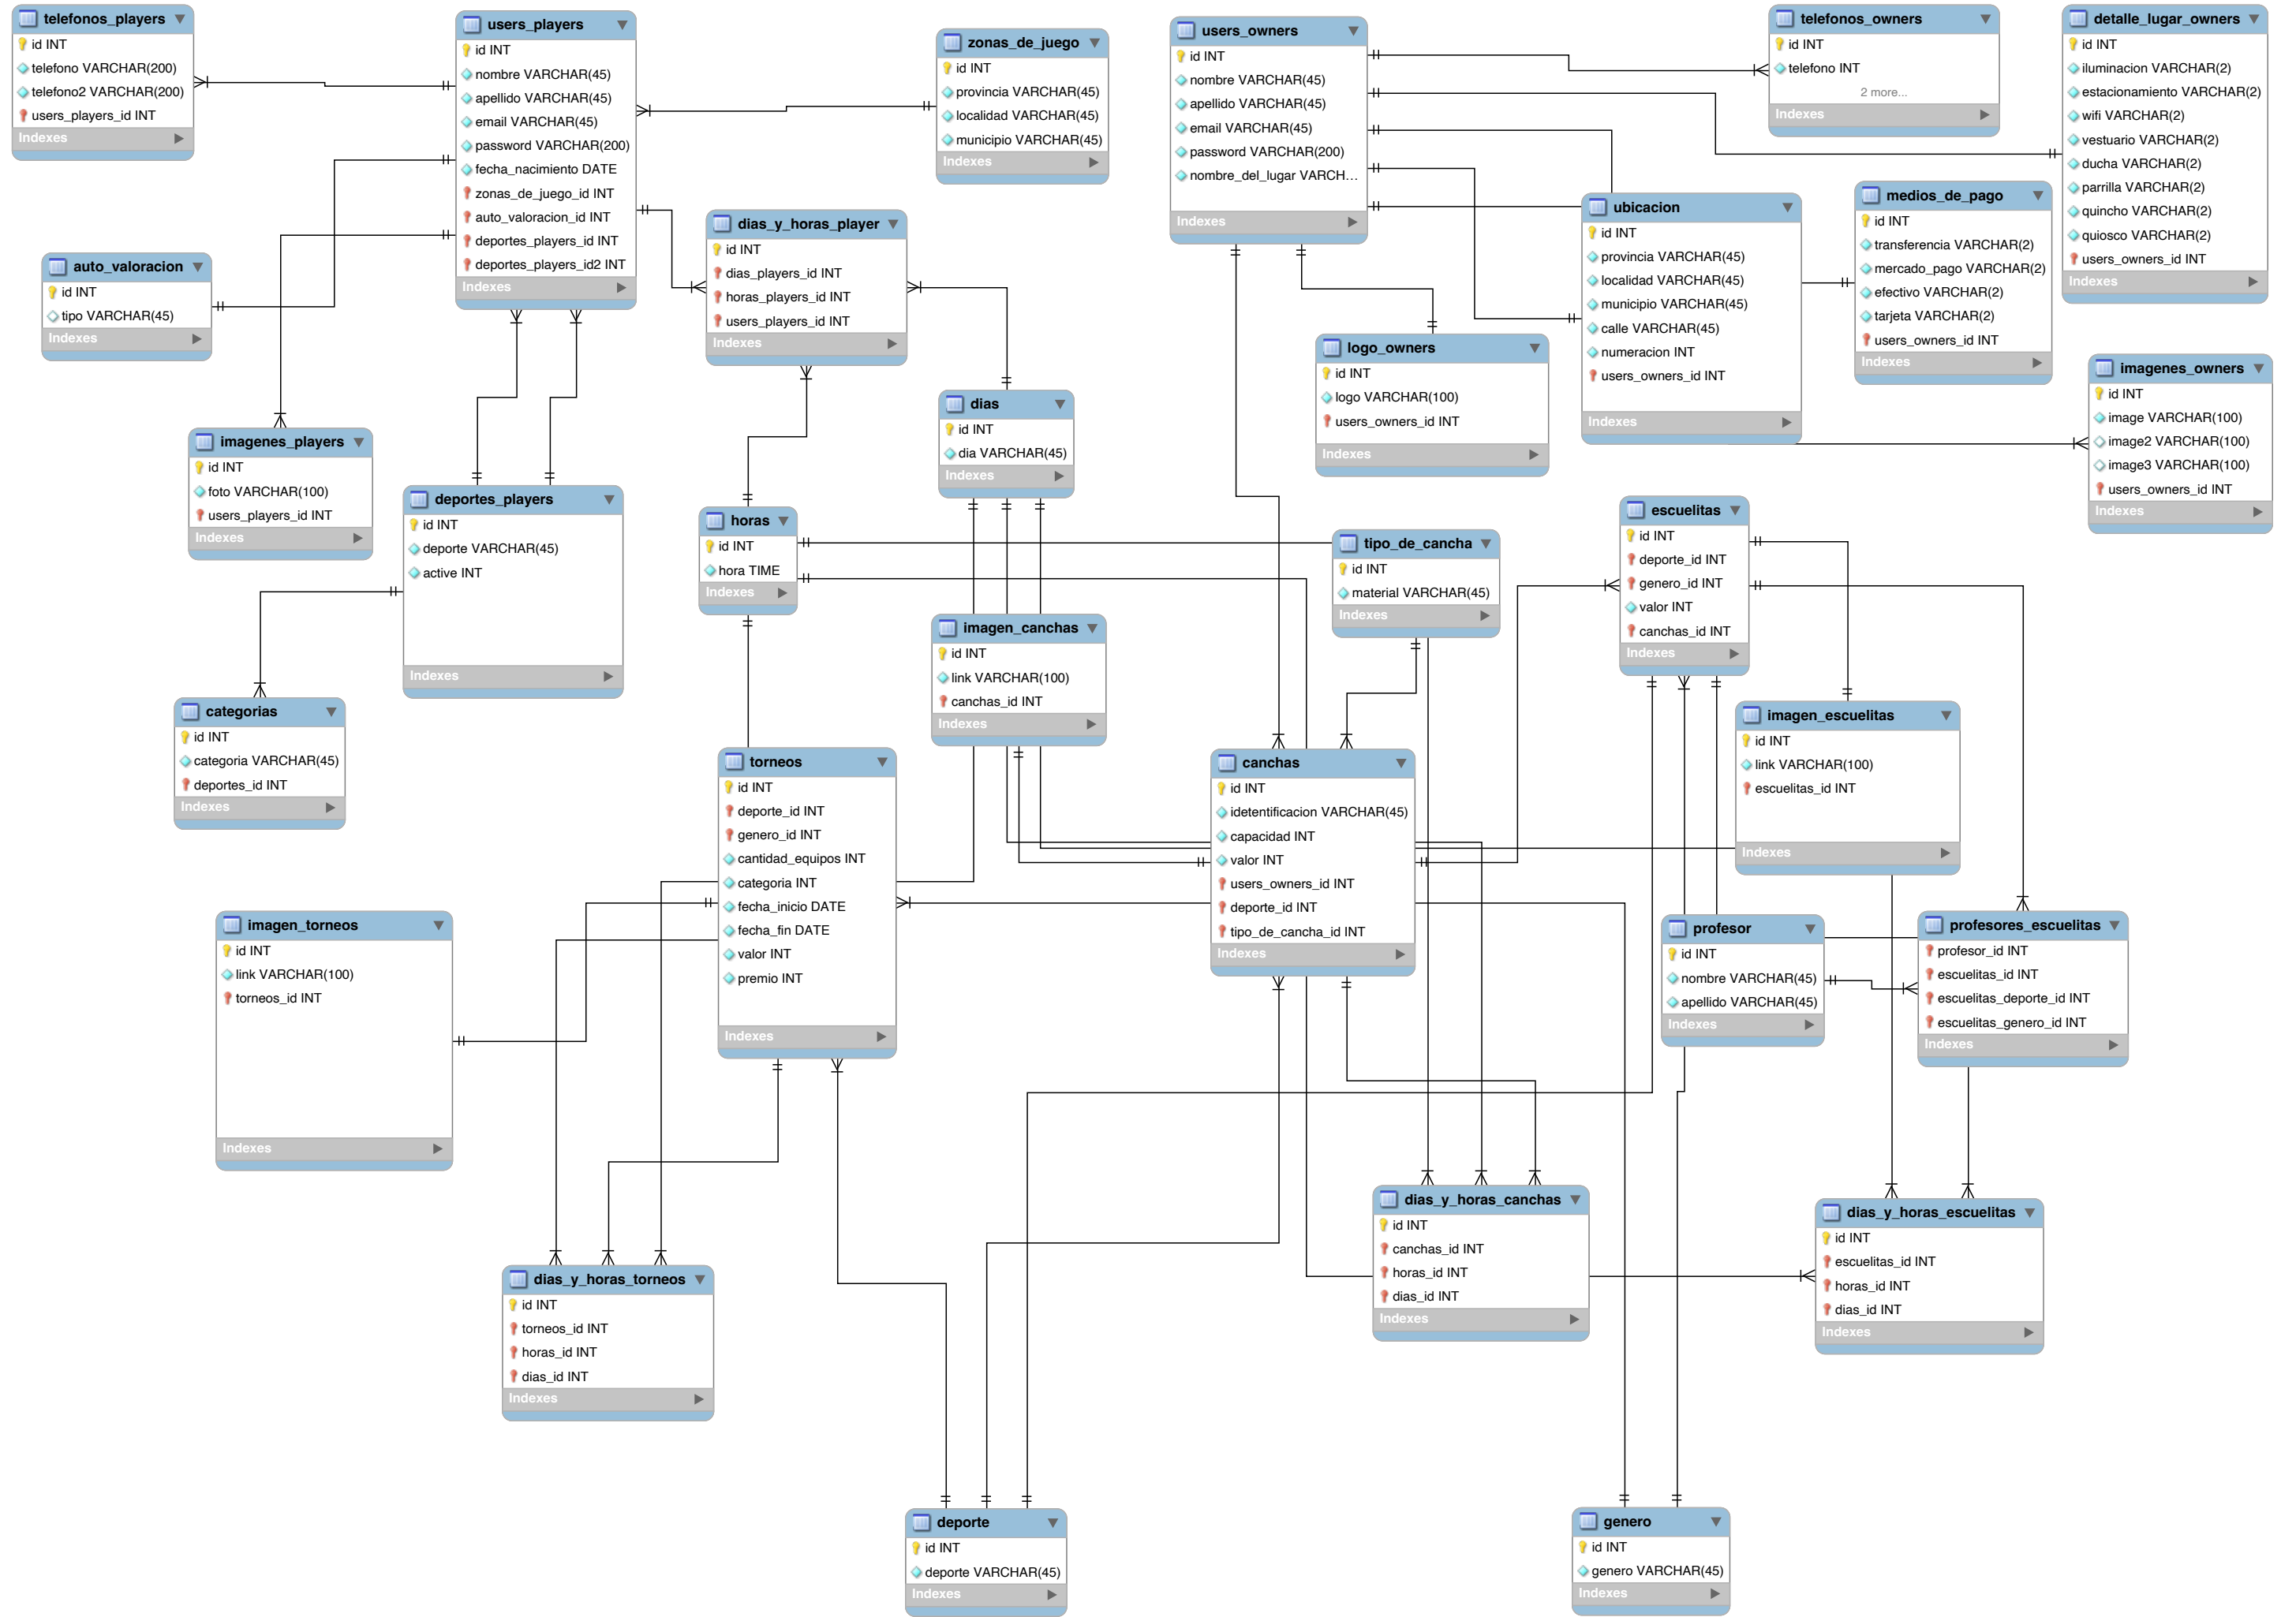 telefonos_players
id INT
telefono VARCHAR(200)
telefono2 VARCHAR(200)
users_players_id INT
Indexes
users_players
id INT
nombre VARCHAR(45)
apellido VARCHAR(45)
email VARCHAR(45)
password VARCHAR(200)
fecha_nacimiento DATE
zonas_de_juego_id INT
auto_valoracion_id INT
deportes_players_id INT
deportes_players_id2 INT
Indexes
zonas_de_juego
id INT
provincia VARCHAR(45)
localidad VARCHAR(45)
municipio VARCHAR(45)
Indexes
users_owners
id INT
nombre VARCHAR(45)
apellido VARCHAR(45)
email VARCHAR(45)
password VARCHAR(200)
nombre_del_lugar VARCH...
Indexes
telefonos_owners
id INT
telefono INT
2 more...
Indexes
detalle_lugar_owners
id INT
iluminacion VARCHAR(2)
estacionamiento VARCHAR(2)
wifi VARCHAR(2)
vestuario VARCHAR(2)
ducha VARCHAR(2)
parrilla VARCHAR(2)
quincho VARCHAR(2)
quiosco VARCHAR(2)
users_owners_id INT
Indexes
auto_valoracion
id INT
tipo VARCHAR(45)
Indexes
dias_y_horas_player
id INT
dias_players_id INT
horas_players_id INT
users_players_id INT
Indexes
ubicacion
id INT
provincia VARCHAR(45)
localidad VARCHAR(45)
municipio VARCHAR(45)
calle VARCHAR(45)
numeracion INT
users_owners_id INT
Indexes
medios_de_pago
id INT
transferencia VARCHAR(2)
mercado_pago VARCHAR(2)
efectivo VARCHAR(2)
tarjeta VARCHAR(2)
users_owners_id INT
Indexes
logo_owners
id INT
logo VARCHAR(100)
users_owners_id INT
Indexes
imagenes_owners
id INT
image VARCHAR(100)
image2 VARCHAR(100)
image3 VARCHAR(100)
users_owners_id INT
Indexes
imagenes_players
id INT
foto VARCHAR(100)
users_players_id INT
Indexes
deportes_players
id INT
deporte VARCHAR(45)
active INT
Indexes
dias
id INT
dia VARCHAR(45)
Indexes
horas
id INT
hora TIME
Indexes
tipo_de_cancha
id INT
material VARCHAR(45)
Indexes
escuelitas
id INT
deporte_id INT
genero_id INT
valor INT
canchas_id INT
Indexes
imagen_canchas
id INT
link VARCHAR(100)
canchas_id INT
Indexes
categorias
id INT
categoria VARCHAR(45)
deportes_id INT
Indexes
imagen_escuelitas
id INT
link VARCHAR(100)
escuelitas_id INT
Indexes
torneos
id INT
deporte_id INT
genero_id INT
cantidad_equipos INT
categoria INT
fecha_inicio DATE
fecha_fin DATE
valor INT
premio INT
Indexes
canchas
id INT
idetentificacion VARCHAR(45)
capacidad INT
valor INT
users_owners_id INT
deporte_id INT
tipo_de_cancha_id INT
Indexes
imagen_torneos
id INT
link VARCHAR(100)
torneos_id INT
Indexes
profesor
id INT
nombre VARCHAR(45)
apellido VARCHAR(45)
Indexes
profesores_escuelitas
profesor_id INT
escuelitas_id INT
escuelitas_deporte_id INT
escuelitas_genero_id INT
Indexes
dias_y_horas_torneos
id INT
torneos_id INT
horas_id INT
dias_id INT
Indexes
dias_y_horas_canchas
id INT
canchas_id INT
horas_id INT
dias_id INT
Indexes
dias_y_horas_escuelitas
id INT
escuelitas_id INT
horas_id INT
dias_id INT
Indexes
deporte
id INT
deporte VARCHAR(45)
Indexes
genero
id INT
genero VARCHAR(45)
Indexes